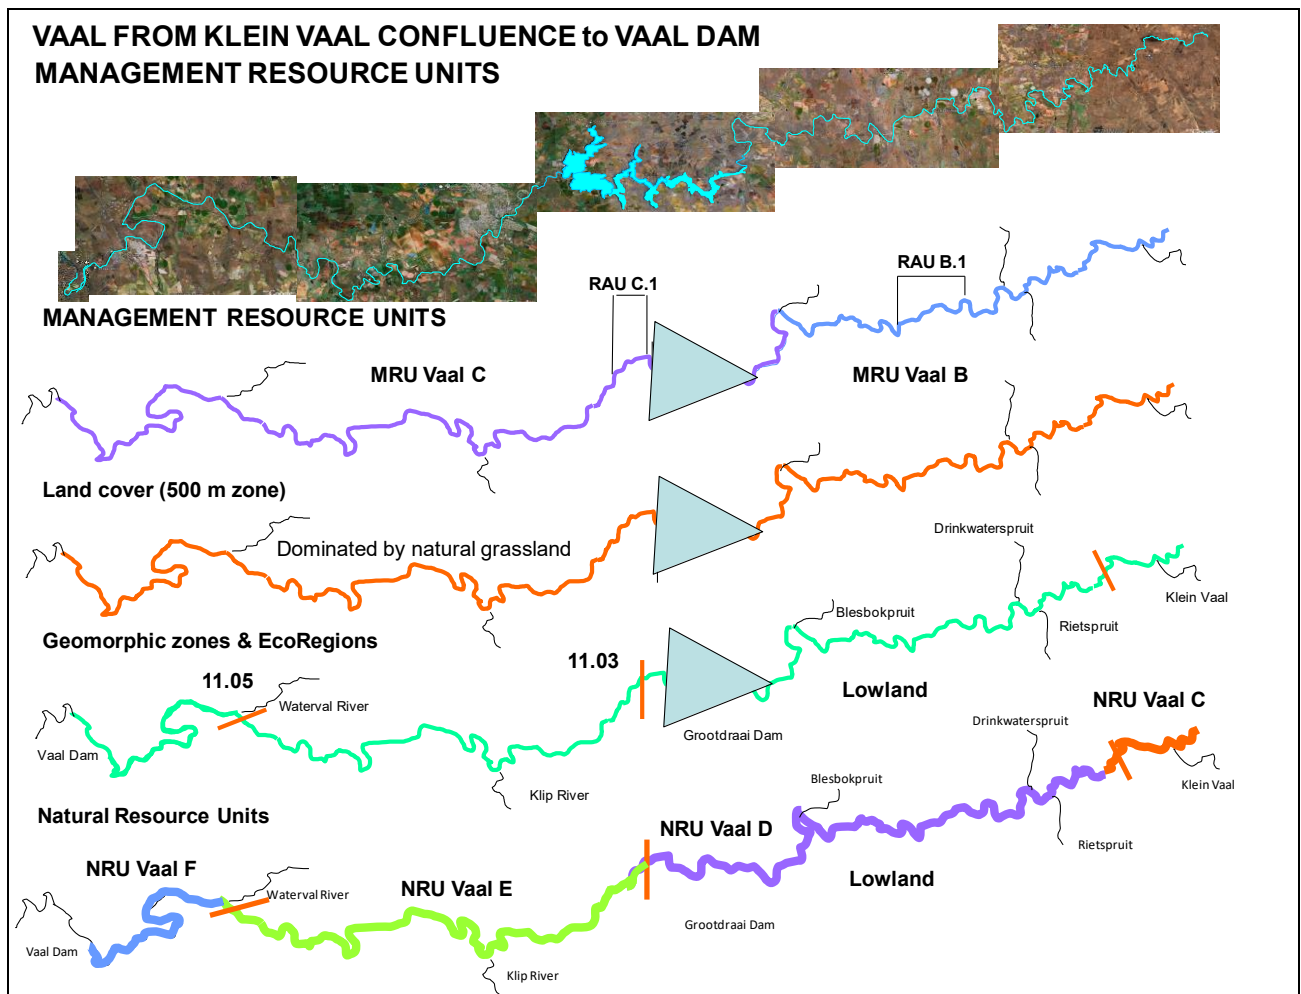 VAAL FROM KLEIN VAAL CONFLUENCE to VAAL DAM
MANAGEMENT RESOURCE UNITS
RAU B.1
RAU C.1
MANAGEMENT RESOURCE UNITS
MRU Vaal C
MRU Vaal B
Land cover (500 m zone)
Dominated by natural grassland
Drinkwaterspruit
Klein Vaal
Blesbokpruit
Rietspruit
Geomorphic zones & EcoRegions
11.03
11.05
Lowland
Waterval River
NRU Vaal C
Drinkwaterspruit
Grootdraai Dam
Vaal Dam
Blesbokpruit
Klein Vaal
Klip River
Natural Resource Units
NRU Vaal D
Rietspruit
NRU Vaal F
Lowland
NRU Vaal E
Waterval River
Grootdraai Dam
Vaal Dam
Klip River